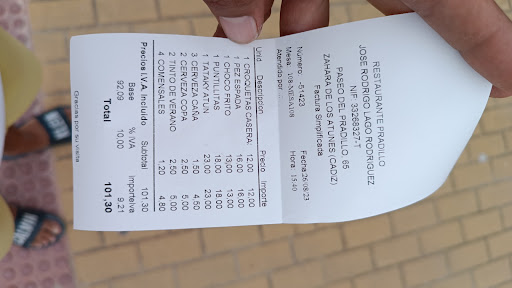 RESTAURANTE PRADILLO
JOSE RODRIGO LAGO RODRIGUEZ
NIF: 33268327-T
PASEO DEL PRADILLO, 65
ZAHARA DE LOS ATUNES (CADIZ)
Factura Simplificada
Numero: -51423 Fecha: 26/08/23
Mesa: 108-MESA 108 Hora: 15:40
Atendido por:
Unid Descripcion Precio Importe
1 CROQUETAS CASERA 12.00 12.00
1 PEZ ESPADA 16.00 16.00
1 CHOCO FRITO 13.00 13.00
1 PUNTILLITAS 18.00 18.00
1 TATAKY ATUN 23.00 23.00
3 CERVEZA CAÑA 1.50 4.50
2 CERVEZA COPA 2.50 5.00
2 TINTO DE VERANO 2.50 5.00
4 COMENSALES 1.20 4.80
Precios I.V.A. Incluido Subtotal 101,30
Base % IVA Importeiva
92,09 10,00 9,21
Total 101,30
Gracias por su visita